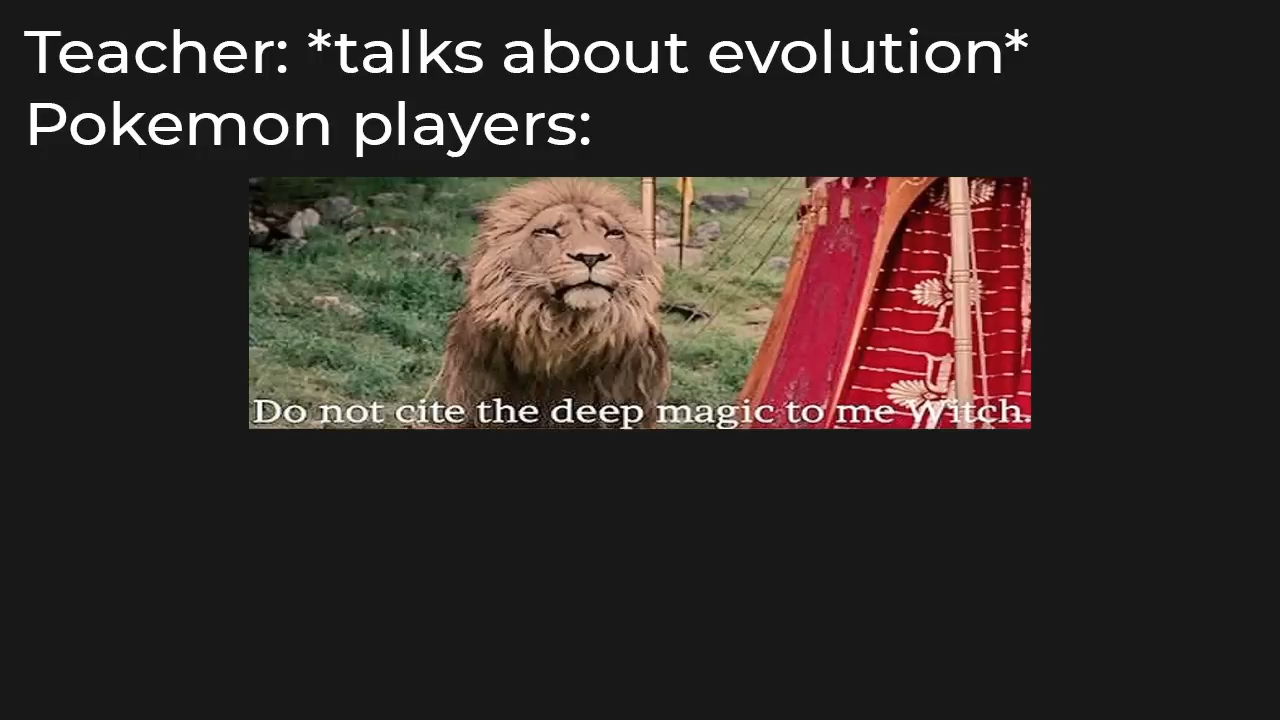 Teacher: *talks about evolution*
Pokemon players:
Do not cite the deep magic to me Witch.